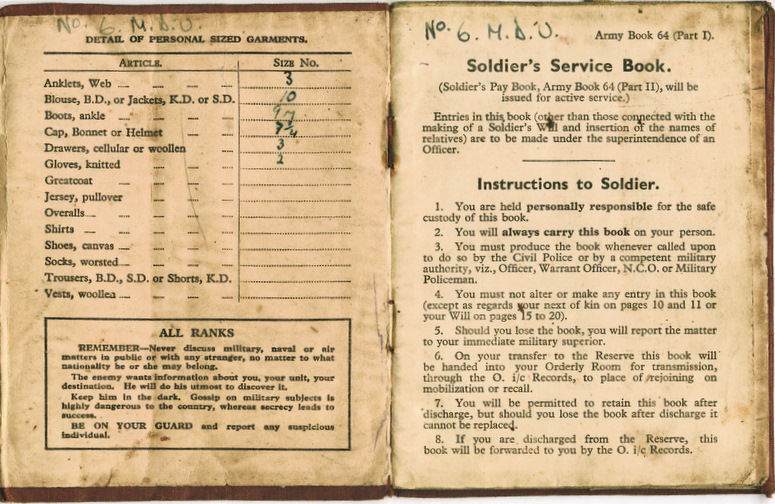 No. 6. M.D.U.
DETAIL OF PERSONAL SIZED GARMENTS.
ARTICLE. SIZE No.
Anklets, Web 3
Blouse, B.D., or Jackets, K.D. or S.D. 10
Boots, ankle
Cap, Bonnet or Helmet
Drawers, cellular or woollen 3
Gloves, knitted 2
Greatcoat
Jersey, pullover
Overalls
Shirts
Shoes, canvas
Socks, worsted
Trousers, B.D., S.D. or Shorts, K.D.
Vests, woollen
ALL RANKS
REMEMBER—Never discuss military, naval or air
matters in public or with any stranger, no matter to what
nationality he or she may belong.
The enemy wants information about you, your unit, your
destination. He will do his utmost to discover it.
Keep him in the dark. Gossip on military subjects is
highly dangerous to the country, whereas secrecy leads to
success.
BE ON YOUR GUARD and report any suspicious
individual.
No. 6. M.D.U.
Army Book 64 (Part I).
Soldier's Service Book.
(Soldier's Pay Book, Army Book 64 (Part II), will be
issued for active service.)
Entries in this book (other than those connected with the
making of a Soldier's Will and insertion of the names of
relatives) are to be made under the superintendence of an
Officer.
Instructions to Soldier.
1. You are held personally responsible for the safe
custody of this book.
2. You will always carry this book on your person.
3. You must produce the book whenever called upon
to do so by the Civil Police or by a competent military
authority, viz., Officer, Warrant Officer, N.C.O. or Military
Policeman.
4. You must not alter or make any entry in this book
(except as regards your next of kin on pages 10 and 11 or
your Will on pages 15 to 20).
5. Should you lose the book, you will report the matter
to your immediate military superior.
6. On your transfer to the Reserve this book will
be handed into your Orderly Room for transmission,
through the O. i/c Records, to place of rejoining on
mobilization or recall.
7. You will be permitted to retain this book after
discharge, but should you lose the book after discharge it
cannot be replaced.
8. If you are discharged from the Reserve, this
book will be forwarded to you by the O. i/c Records.